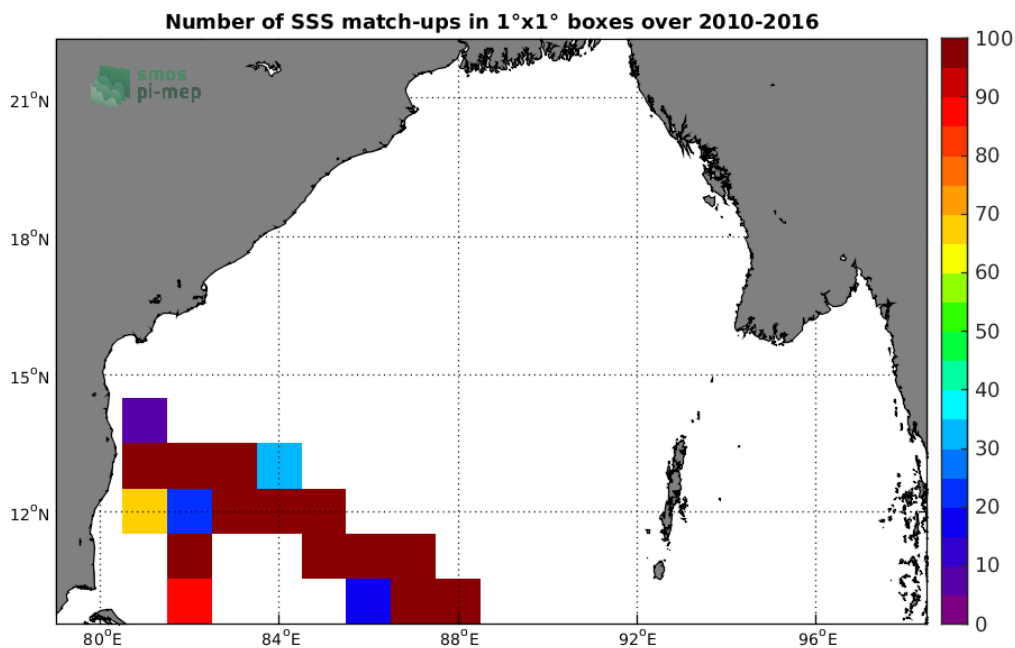 Number of SSS match-ups in 1°x1° boxes over 2010-2016
smos
pi-mep
21°N
18°N
15°N
12°N
80°E
84°E
88°E
92°E
96°E
100
90
80
70
60
50
40
30
20
10
0